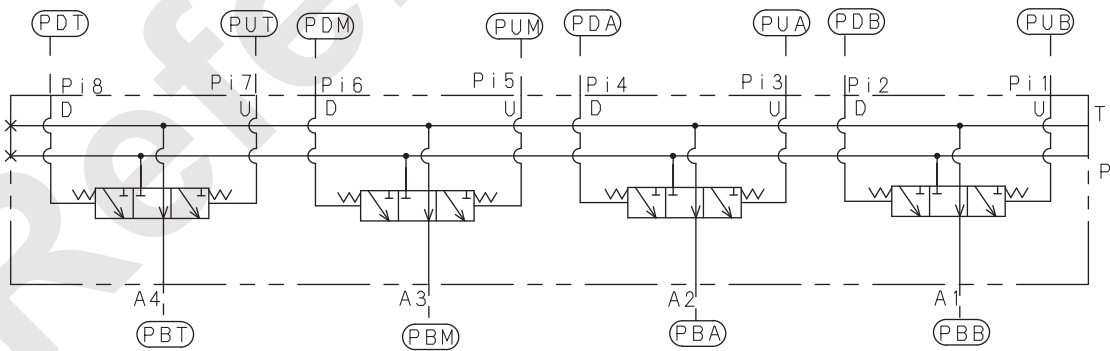 PDT PUT PDM PUM PDA PUA PDB PUB
Pi8 Pi7 Pi6 Pi5 Pi4 Pi3 Pi2 Pi1
D U D U D U D U T
P
A4 A3 A2 A1
PBT PBM PBA PBB
Refe